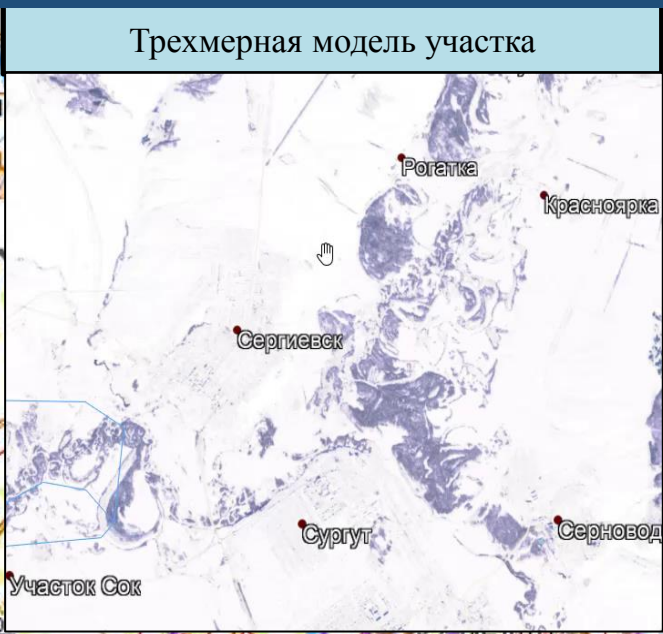 Трехмерная модель участка
Рогатка
Красноярка
Сергиевск
Сургут
Серновод
Участок Сок